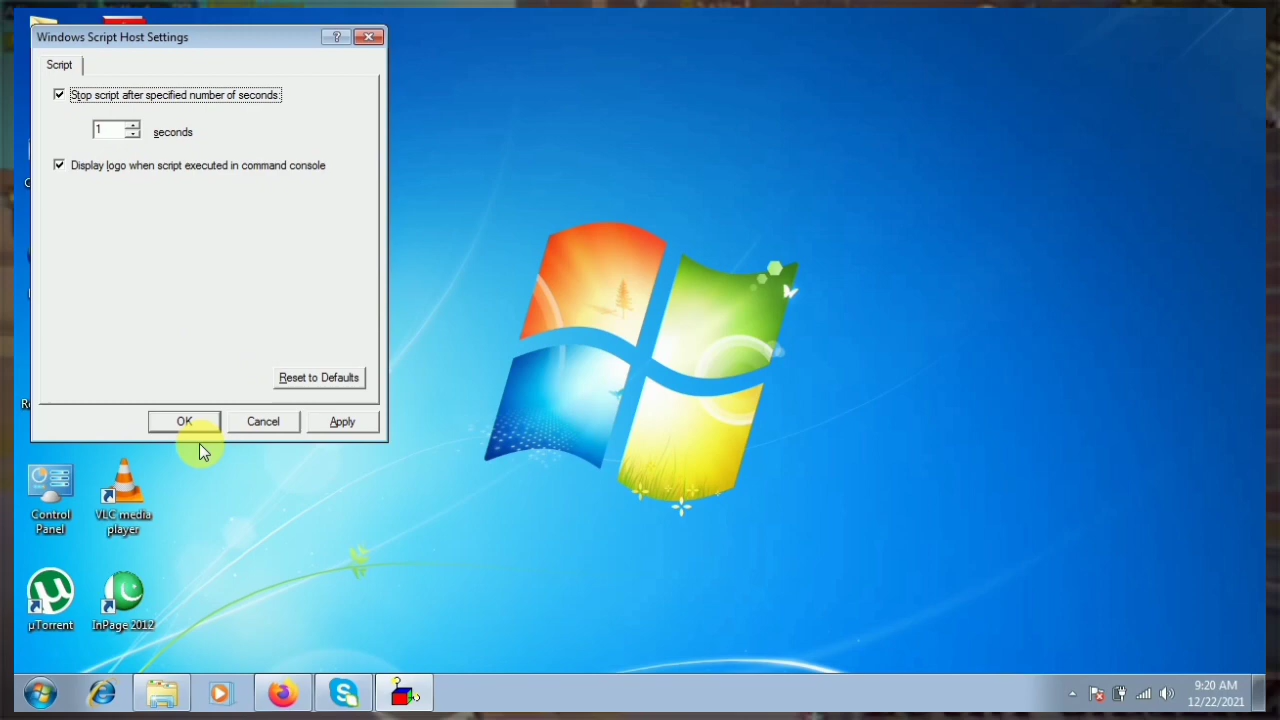 Windows Script Host Settings
Script
Stop script after specified number of seconds:
1
seconds
Display logo when script executed in command console
Reset to Defaults
OK
Cancel
Apply
Control
Panel
VLC media
player
µTorrent
InPage 2012
9:20 AM
12/22/2021